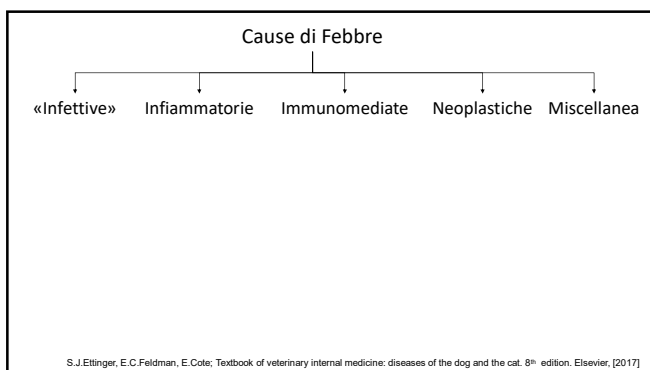 Cause di Febbre
«Infettive» Infiammatorie Immunomediate Neoplastiche Miscellanea
S.J.Ettinger, E.C.Feldman, E.Cote; Textbook of veterinary internal medicine: diseases of the dog and the cat. 8th edition. Elsevier, [2017]